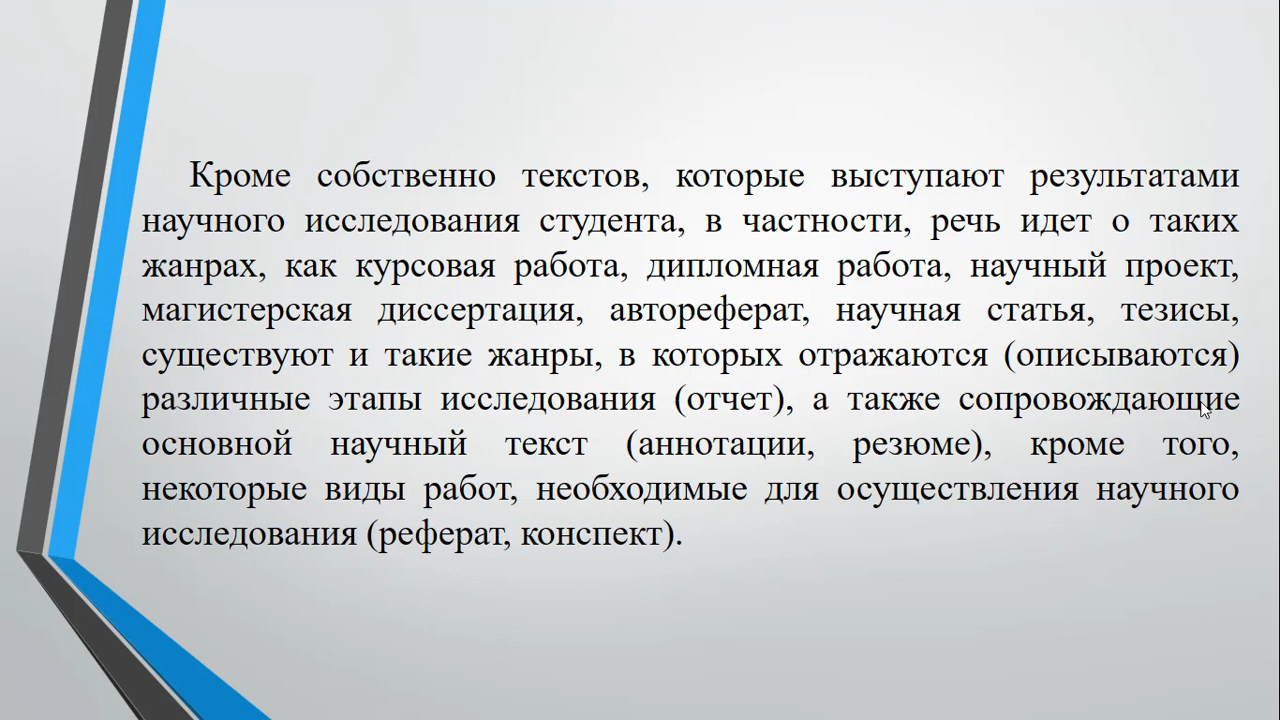 Кроме собственно текстов, которые выступают результатами
научного исследования студента, в частности, речь идет о таких
жанрах, как курсовая работа, дипломная работа, научный проект,
магистерская диссертация, автореферат, научная статья, тезисы,
существуют и такие жанры, в которых отражаются (описываются)
различные этапы исследования (отчет), а также сопровождающие
основной научный текст (аннотации, резюме), кроме того,
некоторые виды работ, необходимые для осуществления научного
исследования (реферат, конспект).